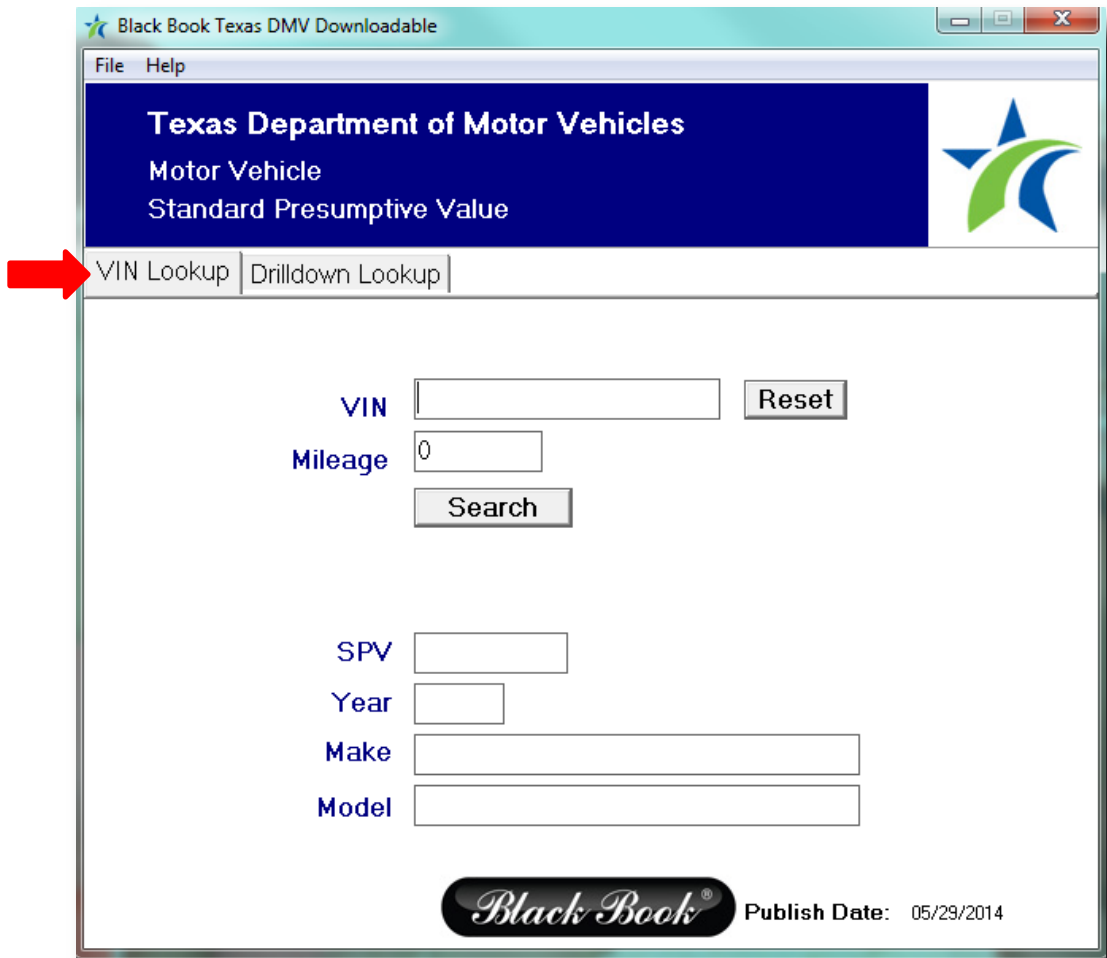 Black Book Texas DMV Downloadable
File Help
Texas Department of Motor Vehicles
Motor Vehicle
Standard Presumptive Value
VIN Lookup Drilldown Lookup
VIN Reset
Mileage 0
Search
SPV
Year
Make
Model
Black Book® Publish Date: 05/29/2014